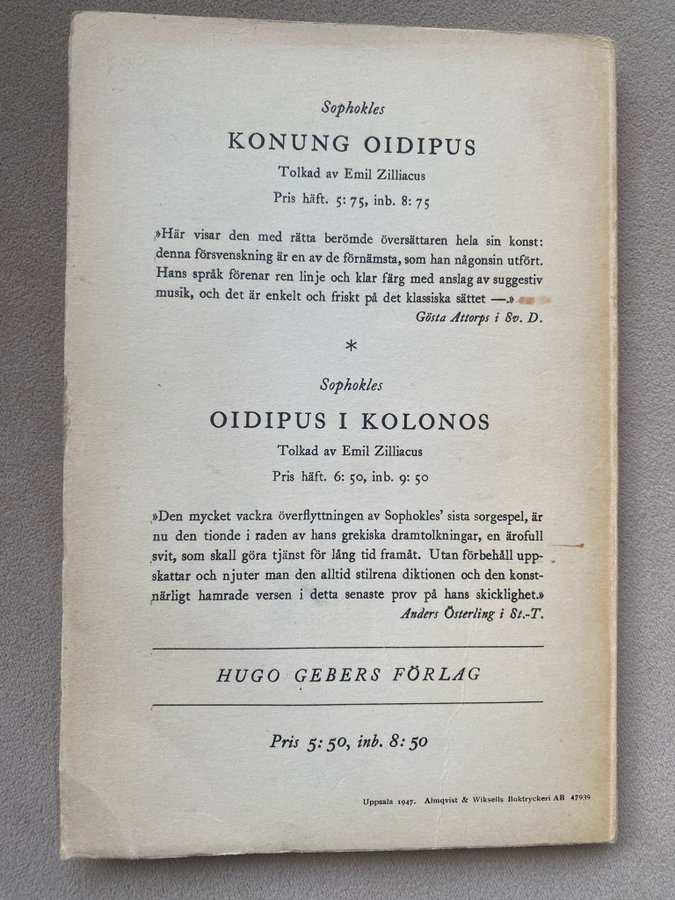 Sophokles
KONUNG OIDIPUS
Tolkad av Emil Zilliacus
Pris häft. 5: 75, inb. 8: 75
»Här visar den med rätta berömde översättaren hela sin konst:
denna försvenskning är en av de förnämsta, som han någonsin utfört.
Hans språk förenar ren linje och klar färg med anslag av suggestiv
musik, och det är enkelt och friskt på det klassiska sättet —.»
Gösta Attorps i Sv. D.
*
Sophokles
OIDIPUS I KOLONOS
Tolkad av Emil Zilliacus
Pris häft. 6: 50, inb. 9: 50
»Den mycket vackra överflyttningen av Sophokles' sista sorgespel, är
nu den tionde i raden av hans grekiska dramtolkningar, en ärofull
svit, som skall göra tjänst för lång tid framåt. Utan förbehåll upp-
skattar och njuter man den alltid stilrena diktionen och den konst-
närligt hamrade versen i detta senaste prov på hans skicklighet.»
Anders Österling i St.-T.
HUGO GEBERS FÖRLAG
Pris 5: 50, inb. 8: 50
Uppsala 1947. Almqvist & Wiksells Boktryckeri AB 47939